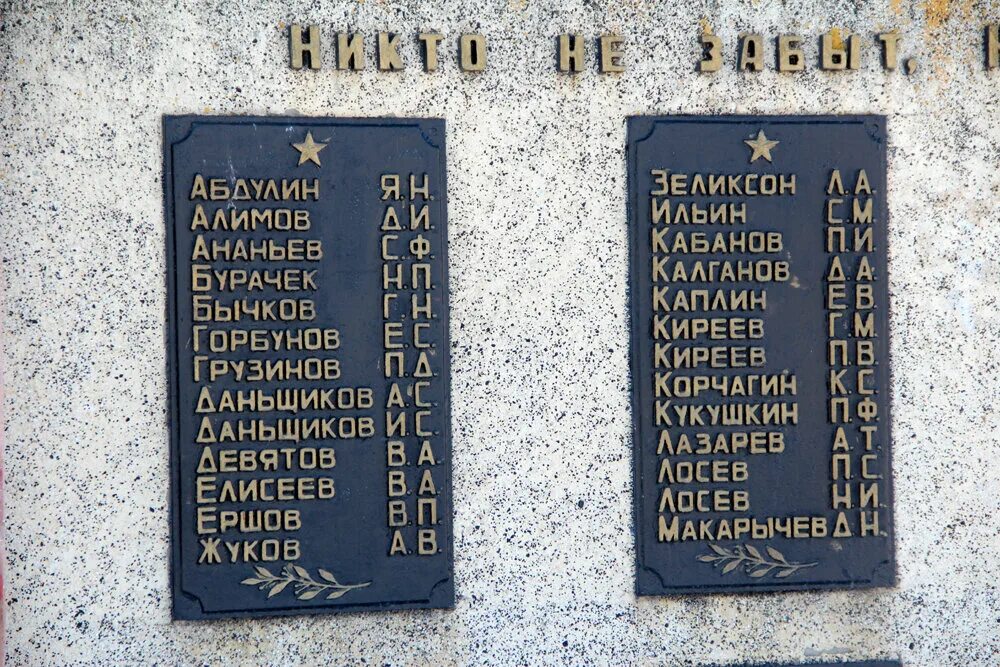 Никто не забыт,
Абдулин Я.Н.
Алимов Д.И.
Ананьев С.Ф.
Бурачек Н.П.
Бычков Г.Н.
Горбунов Е.С.
Грузинов П.Д.
Даньщиков А.С.
Даньщиков И.С.
Девятов В.А.
Елисеев В.А.
Ершов В.П.
Жуков А.В.
Зеликсон Л.А.
Ильин С.М.
Кабанов П.И.
Калганов Д.А.
Каплин Е.В.
Киреев Г.М.
Киреев П.В.
Корчагин К.С.
Кукушкин П.Ф.
Лазарев А.Т.
Лосев П.С.
Лосев Н.И.
Макарычев Д.Н.